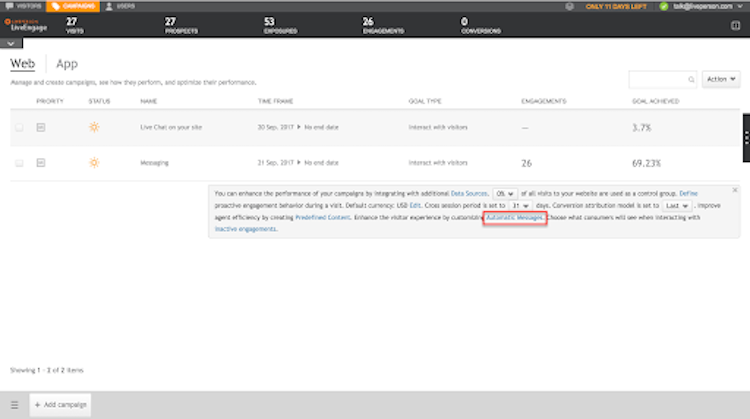 VISITORS CAMPAIGNS USERS ONLY 11 DAYS LEFT talk@liveperson.com
LIVEPERSON LiveEngage
27 VISITS 27 PROSPECTS 53 EXPOSURES 26 ENGAGEMENTS 0 CONVERSIONS
Web App
Manage and create campaigns, see how they perform, and optimize their performance.
Action
PRIORITY STATUS NAME TIME FRAME GOAL TYPE ENGAGEMENTS GOAL ACHIEVED
Live Chat on your site 20 Sep. 2017 No end date Interact with visitors — 3.7%
Messaging 21 Sep. 2017 No end date Interact with visitors 26 69.23%
You can enhance the performance of your campaigns by integrating with additional Data Sources. 0% of all visits to your website are used as a control group. Define
proactive engagement behavior during a visit. Default currency: USD Edit. Cross session period is set to 31 days. Conversion attribution model is set to Last . Improve
agent efficiency by creating Predefined Content. Enhance the visitor experience by customizing Automatic Messages. Choose what consumers will see when interacting with
inactive engagements.
Showing 1 - 2 of 2 items
+ Add campaign